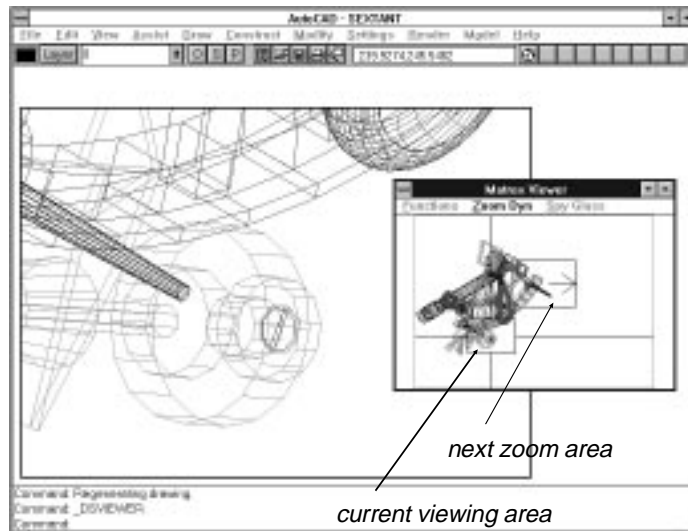 AutoCAD - SEXTANT
File Edit View Assist Draw Construct Modify Settings Render Model Help
Layer 0 O S P
Matrox Viewer
Functions Zoom Dyn Spy Glass
next zoom area
current viewing area
Command: Regenerating drawing.
Command: _DSVIEWER
Command: